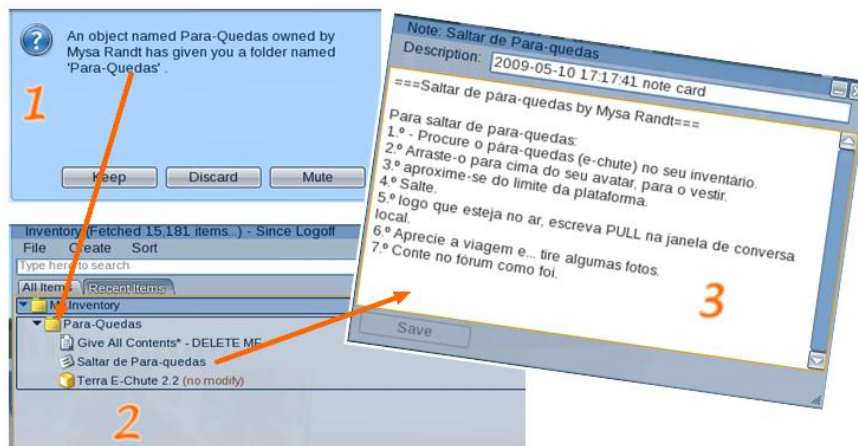 An object named Para-Quedas owned by
Mysa Randt has given you a folder named
'Para-Quedas' .
1
Keep
Discard
Mute
Inventory (Fetched 15,181 items...) - Since Logoff
File Create Sort
Type here to search
All Items
Recent Items
My Inventory
Para-Quedas
Give All Contents* - DELETE ME
Saltar de Para-quedas
Terra E-Chute 2.2 (no modify)
2
Note: Saltar de Para-quedas
Description:
2009-05-10 17:17:41 note card
===Saltar de pára-quedas by Mysa Randt===
Para saltar de para-quedas:
1.º - Procure o pára-quedas (e-chute) no seu inventário.
2.º Arraste-o para cima do seu avatar, para o vestir.
3.º aproxime-se do limite da plataforma.
4.º Salte.
5.º logo que esteja no ar, escreva PULL na janela de conversa
local.
6.º Aprecie a viagem e... tire algumas fotos.
7.º Conte no fórum como foi.
3
Save